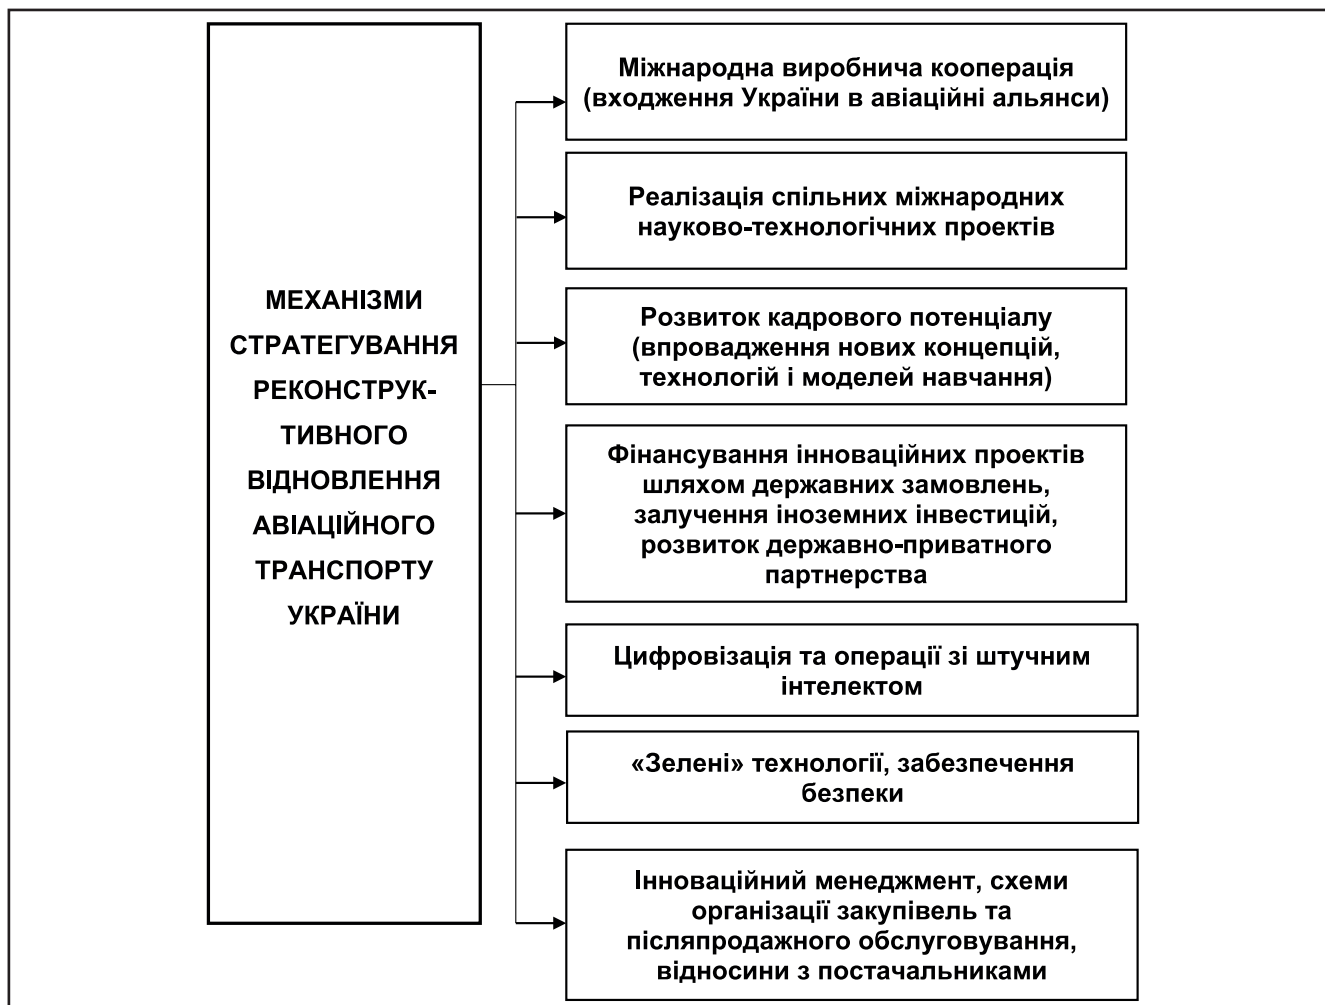 МЕХАНІЗМИ
СТРАТЕГУВАННЯ
РЕКОНСТРУК-
ТИВНОГО
ВІДНОВЛЕННЯ
АВІАЦІЙНОГО
ТРАНСПОРТУ
УКРАЇНИ
Міжнародна виробнича кооперація
(входження України в авіаційні альянси)
Реалізація спільних міжнародних
науково-технологічних проектів
Розвиток кадрового потенціалу
(впровадження нових концепцій,
технологій і моделей навчання)
Фінансування інноваційних проектів
шляхом державних замовлень,
залучення іноземних інвестицій,
розвиток державно-приватного
партнерства
Цифровізація та операції зі штучним
інтелектом
«Зелені» технології, забезпечення
безпеки
Інноваційний менеджмент, схеми
організації закупівель та
післяпродажного обслуговування,
відносини з постачальниками